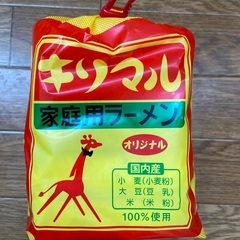 キリマル
家庭用ラーメン
オリジナル
国内産
小麦(小麦粉)
大豆(豆乳)
米(米粉)
100%使用